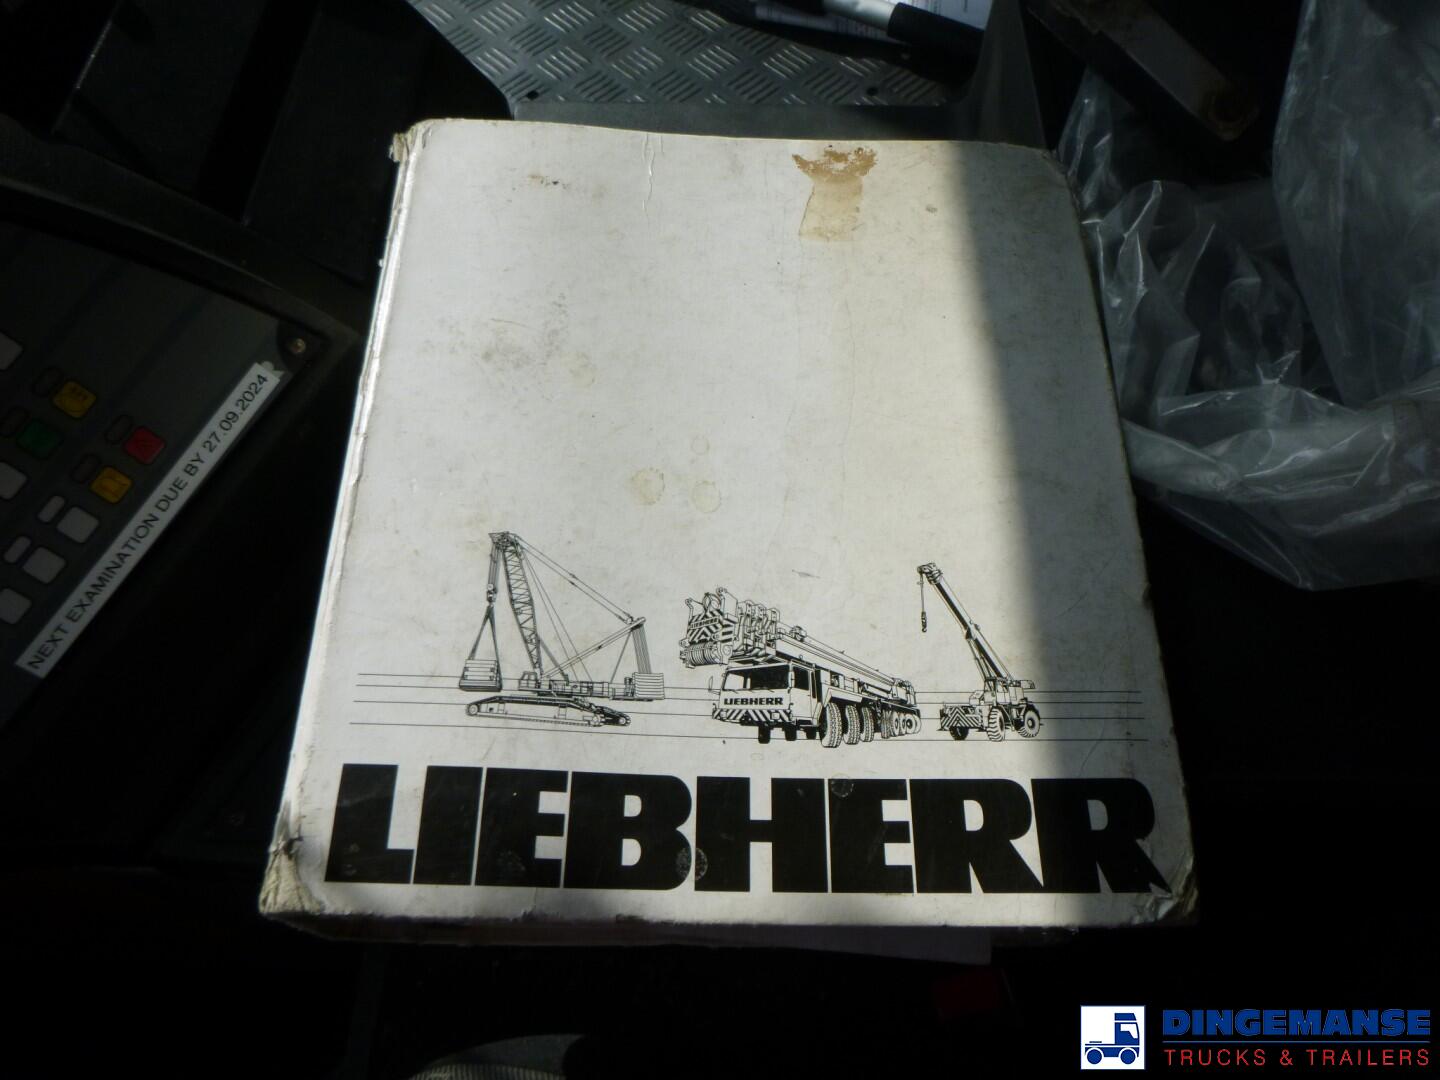 NEXT EXAMINATION DUE BY 27.09.2024
LIEBHERR
LIEBHERR
DINGEMANSE
TRUCKS & TRAILERS